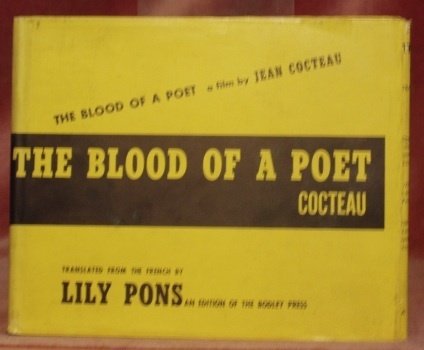 THE BLOOD OF A POET a film by JEAN COCTEAU
THE BLOOD OF A POET
COCTEAU
TRANSLATED FROM THE FRENCH BY
LILY PONS AN EDITION OF THE BODLEY PRESS